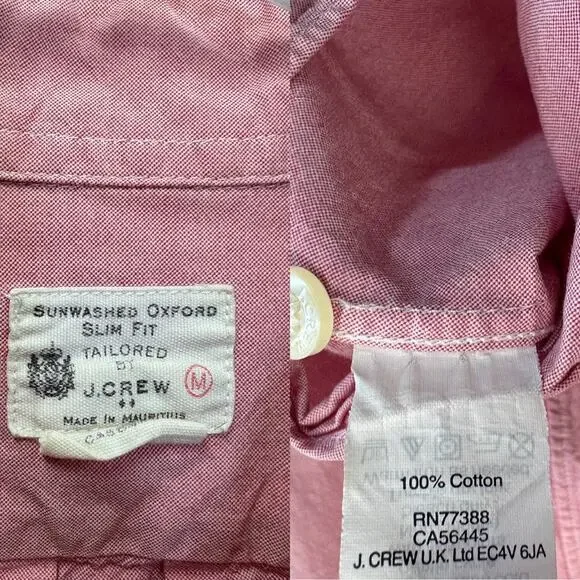 SUNWASHED OXFORD
SLIM FIT
TAILORED
BY
J.CREW
M
MADE IN MAURITIUS
100% Cotton
RN77388
CA56445
J. CREW U.K. Ltd EC4V 6JA